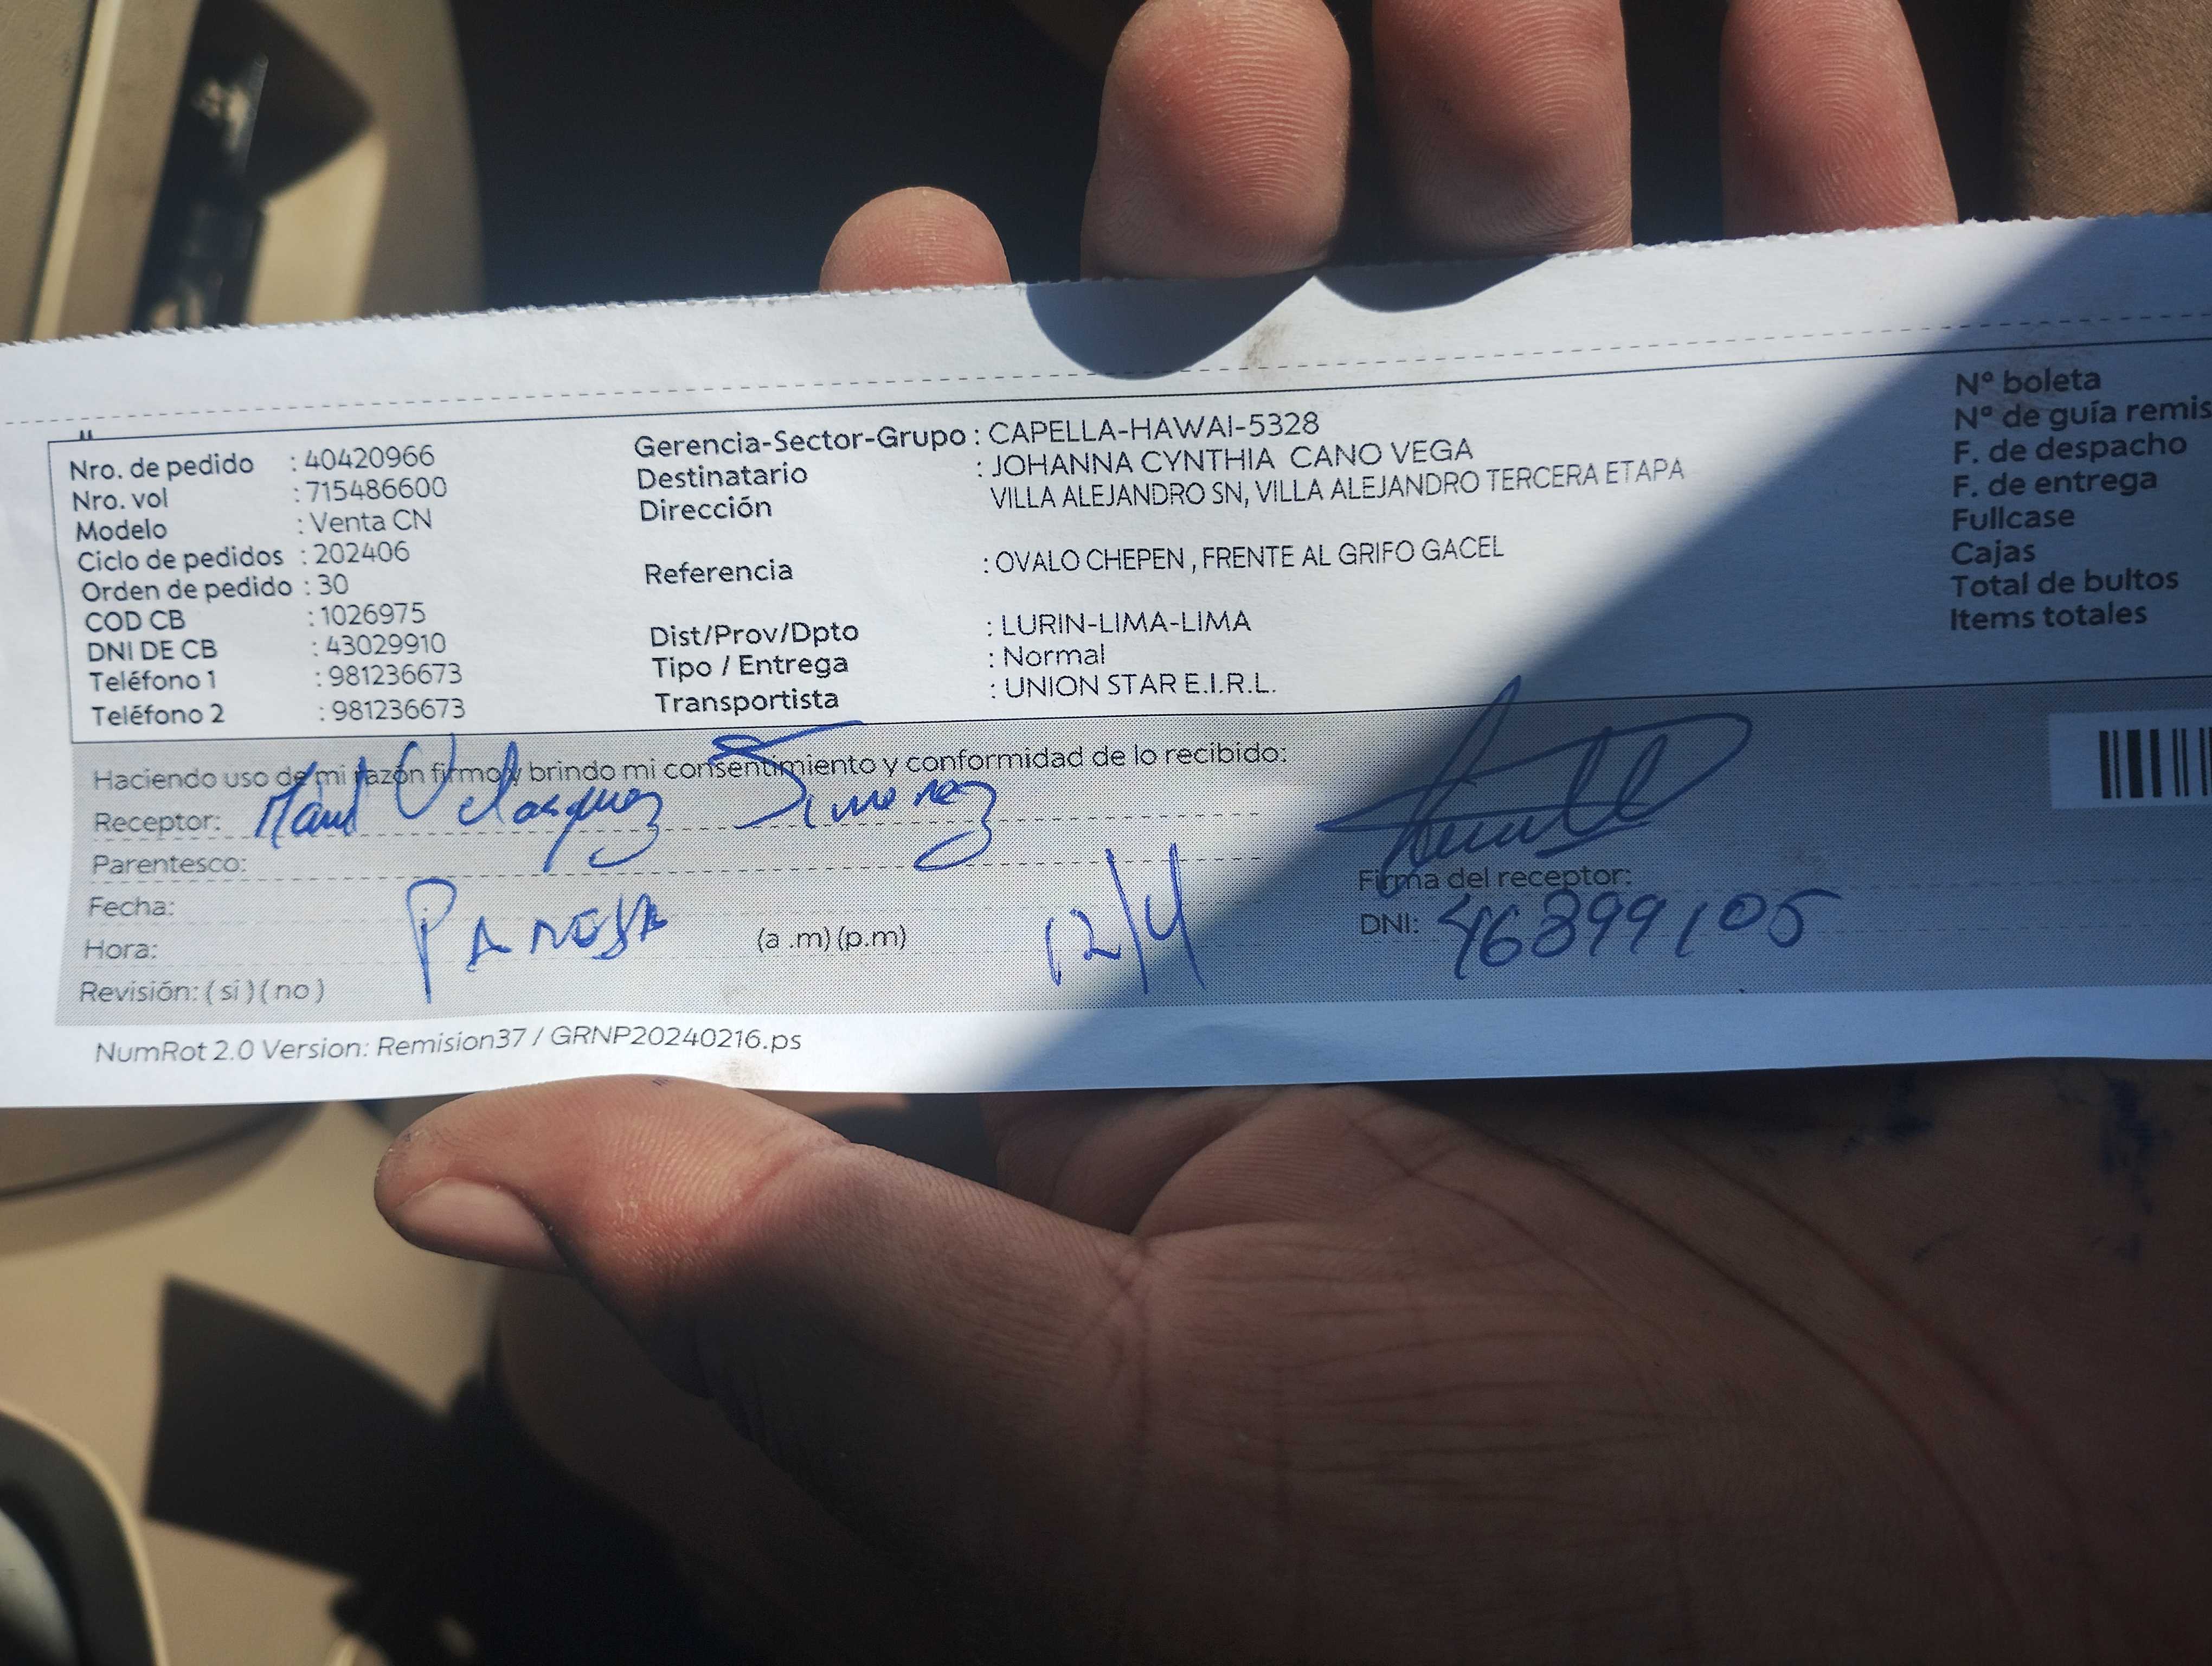 Nro. de pedido : 40420966
Nro. vol : 715486600
Modelo : Venta CN
Ciclo de pedidos : 202406
Orden de pedido : 30
COD CB : 1026975
DNI DE CB : 43029910
Teléfono 1 : 981236673
Teléfono 2 : 981236673
Gerencia-Sector-Grupo : CAPELLA-HAWAI-5328
Destinatario : JOHANNA CYNTHIA CANO VEGA
Dirección VILLA ALEJANDRO SN, VILLA ALEJANDRO TERCERA ETAPA
Referencia : OVALO CHEPEN , FRENTE AL GRIFO GACEL
Dist/Prov/Dpto : LURIN-LIMA-LIMA
Tipo / Entrega : Normal
Transportista : UNION STAR E.I.R.L.
Nº boleta
Nº de guía remis
F. de despacho
F. de entrega
Fullcase
Cajas
Total de bultos
Items totales
Haciendo uso de mi razón firmo y brindo mi consentimiento y conformidad de lo recibido:
Receptor: Velasquez Jimenez
Parentesco:
Fecha: PAREJA 12/4
Hora: (a .m) (p.m)
Revisión: ( si ) ( no )
Firma del receptor:
DNI: 46899105
NumRot 2.0 Version: Remision37 / GRNP20240216.ps